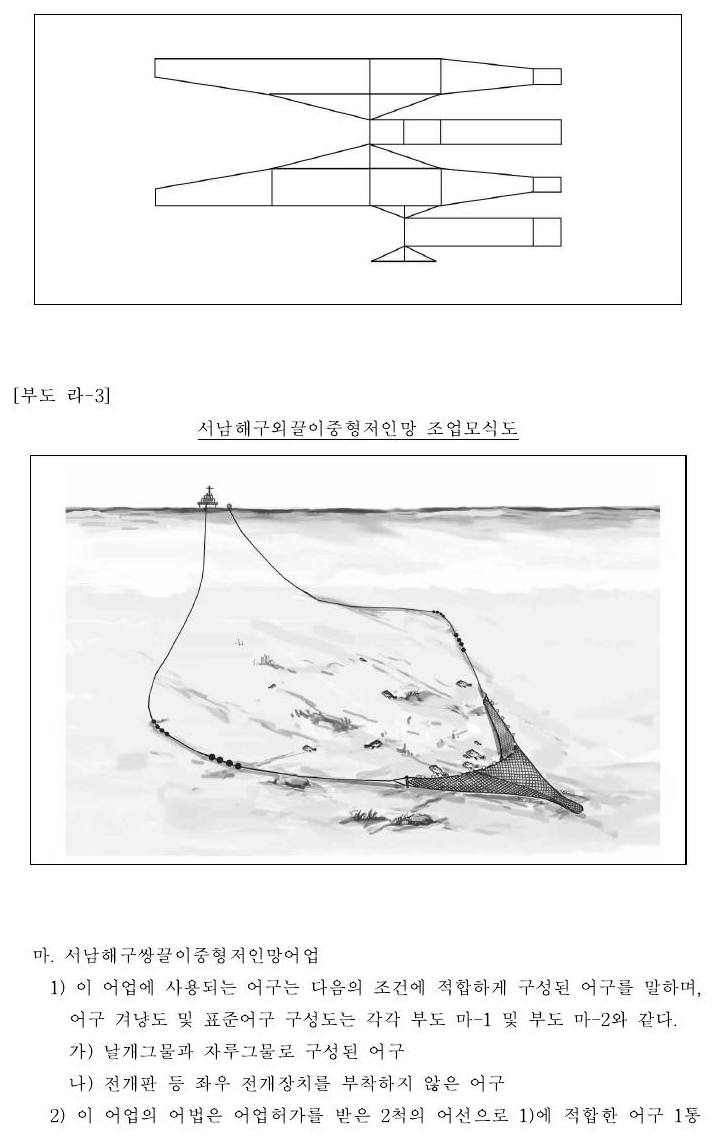 [부도 라-3]
서남해구외끌이중형저인망 조업모식도
마. 서남해구쌍끌이중형저인망어업
1) 이 어업에 사용되는 어구는 다음의 조건에 적합하게 구성된 어구를 말하며,
어구 겨냥도 및 표준어구 구성도는 각각 부도 마-1 및 부도 마-2와 같다.
가) 날개그물과 자루그물로 구성된 어구
나) 전개판 등 좌우 전개장치를 부착하지 않은 어구
2) 이 어업의 어법은 어업허가를 받은 2척의 어선으로 1)에 적합한 어구 1통